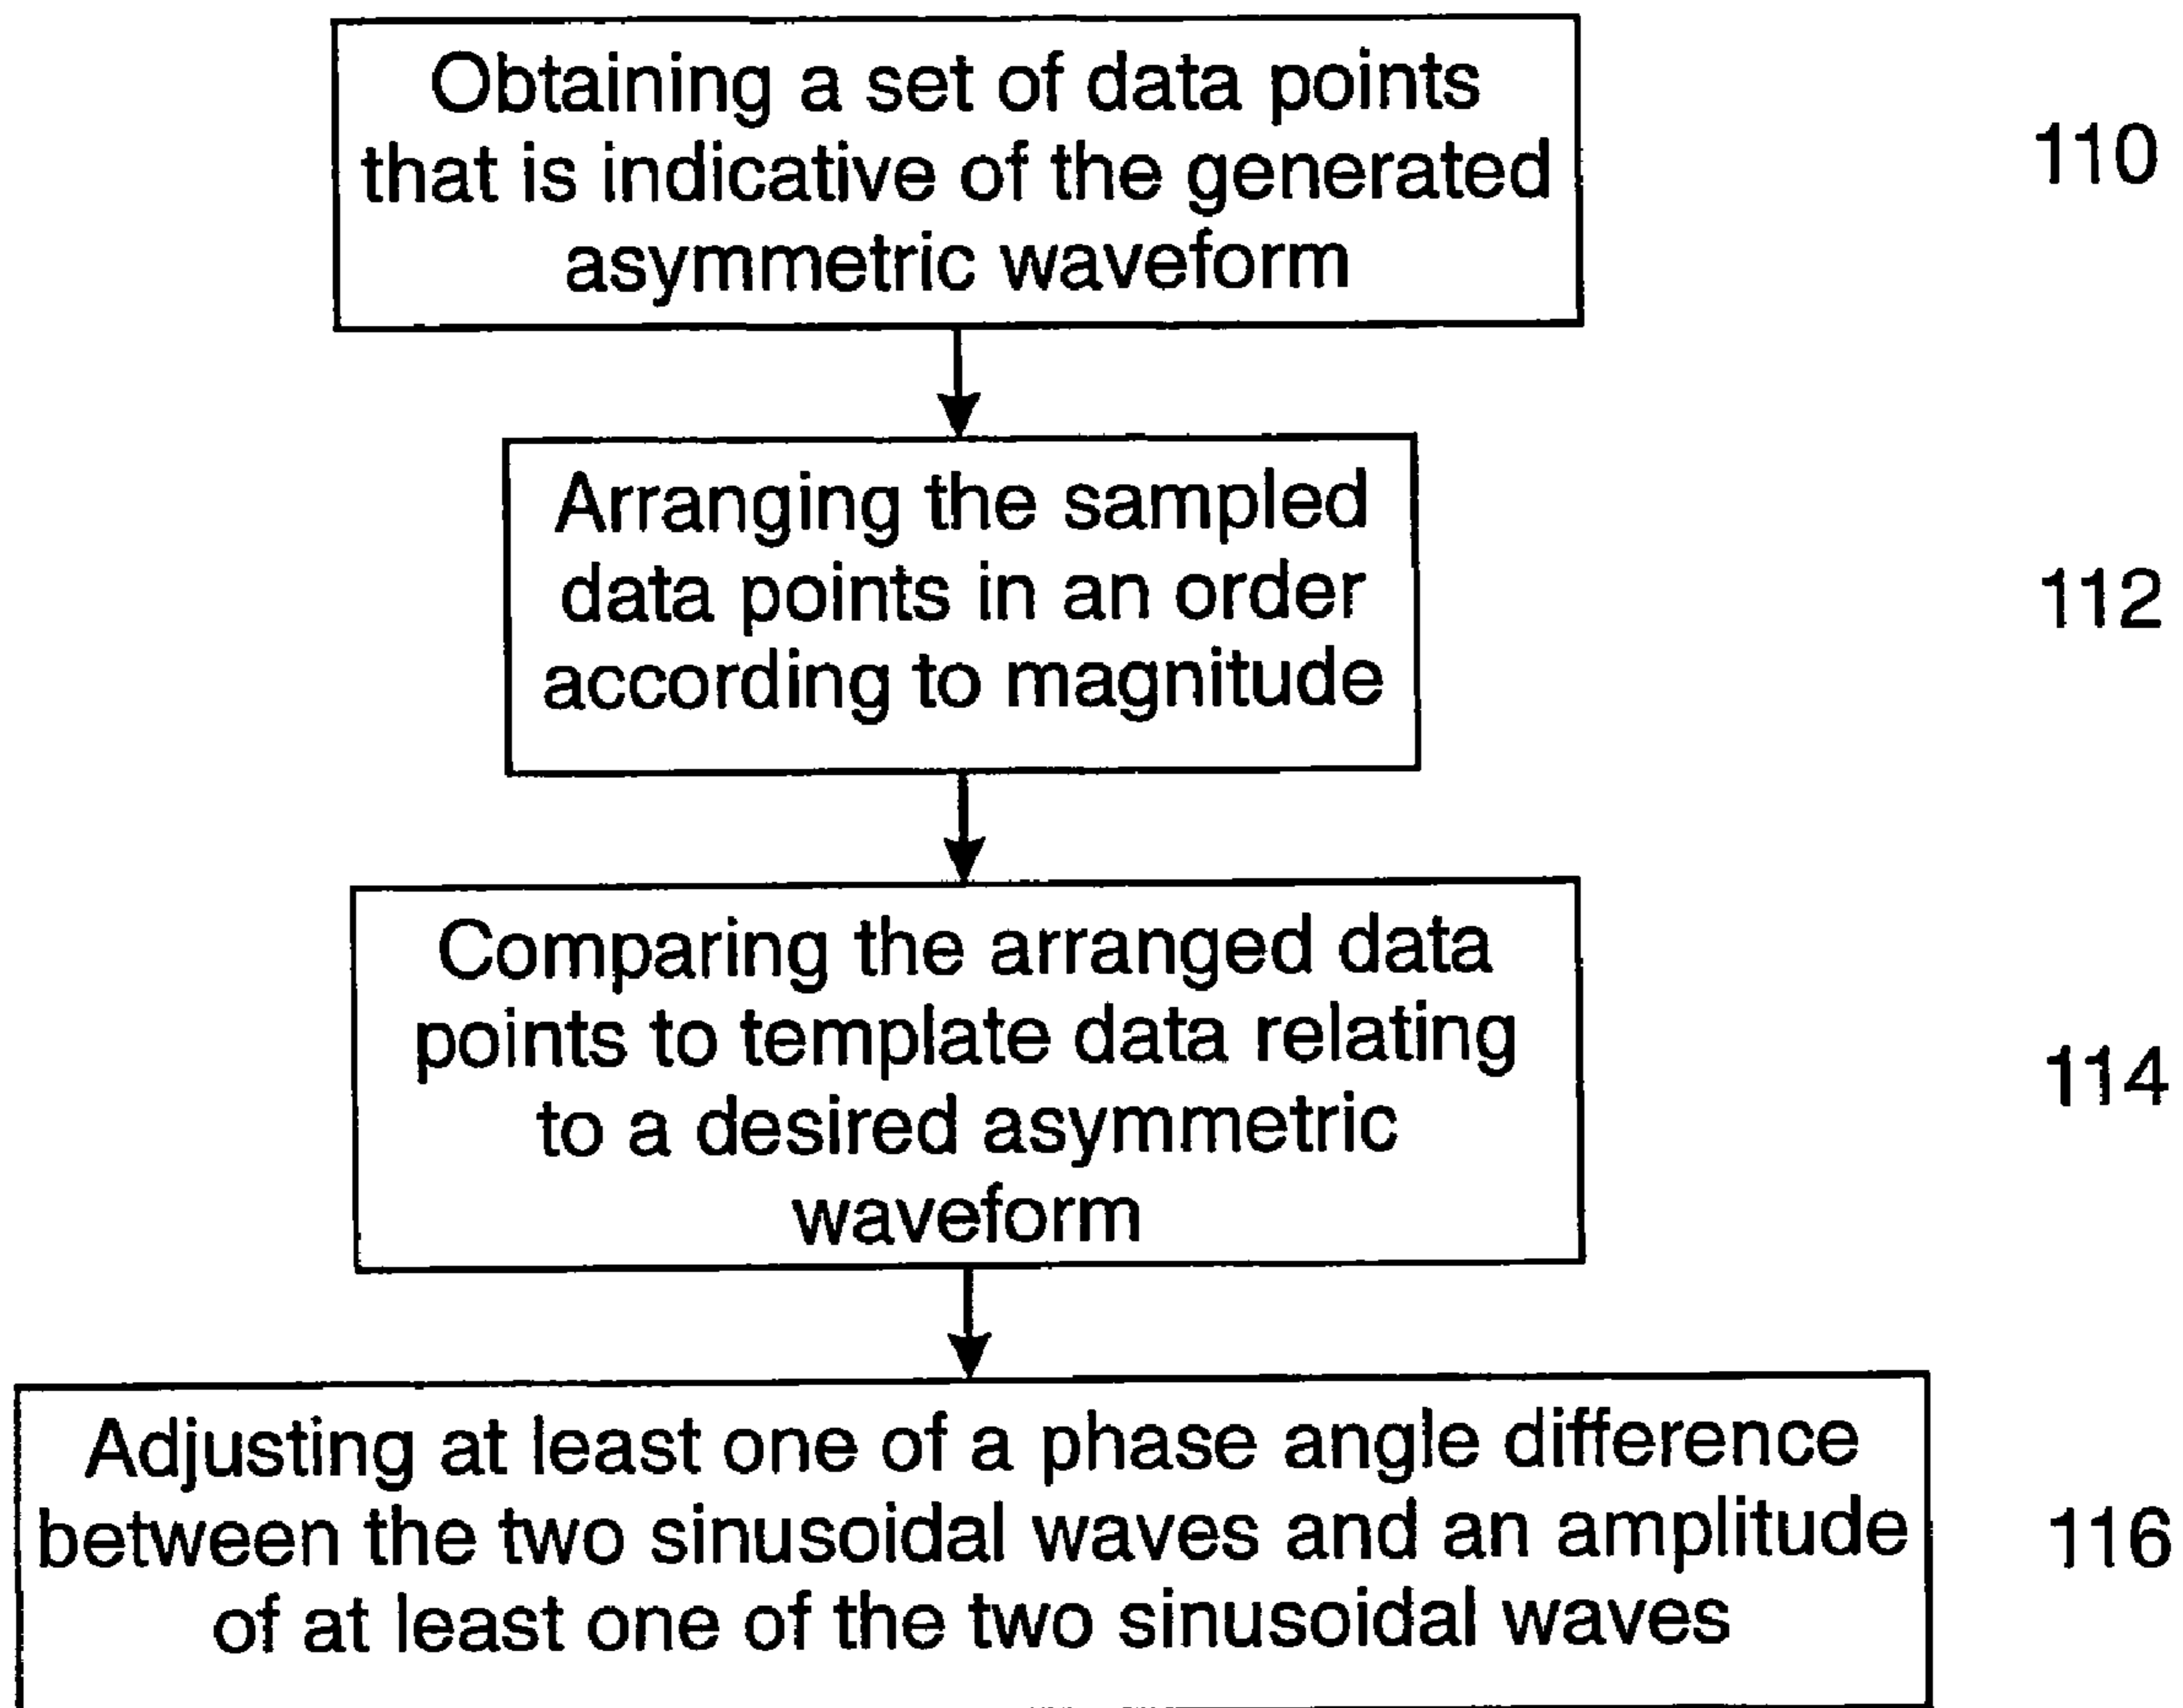 Obtaining a set of data points
that is indicative of the generated
asymmetric waveform
110
Arranging the sampled
data points in an order
according to magnitude
112
Comparing the arranged data
points to template data relating
to a desired asymmetric
waveform
114
Adjusting at least one of a phase angle difference
between the two sinusoidal waves and an amplitude
of at least one of the two sinusoidal waves
116